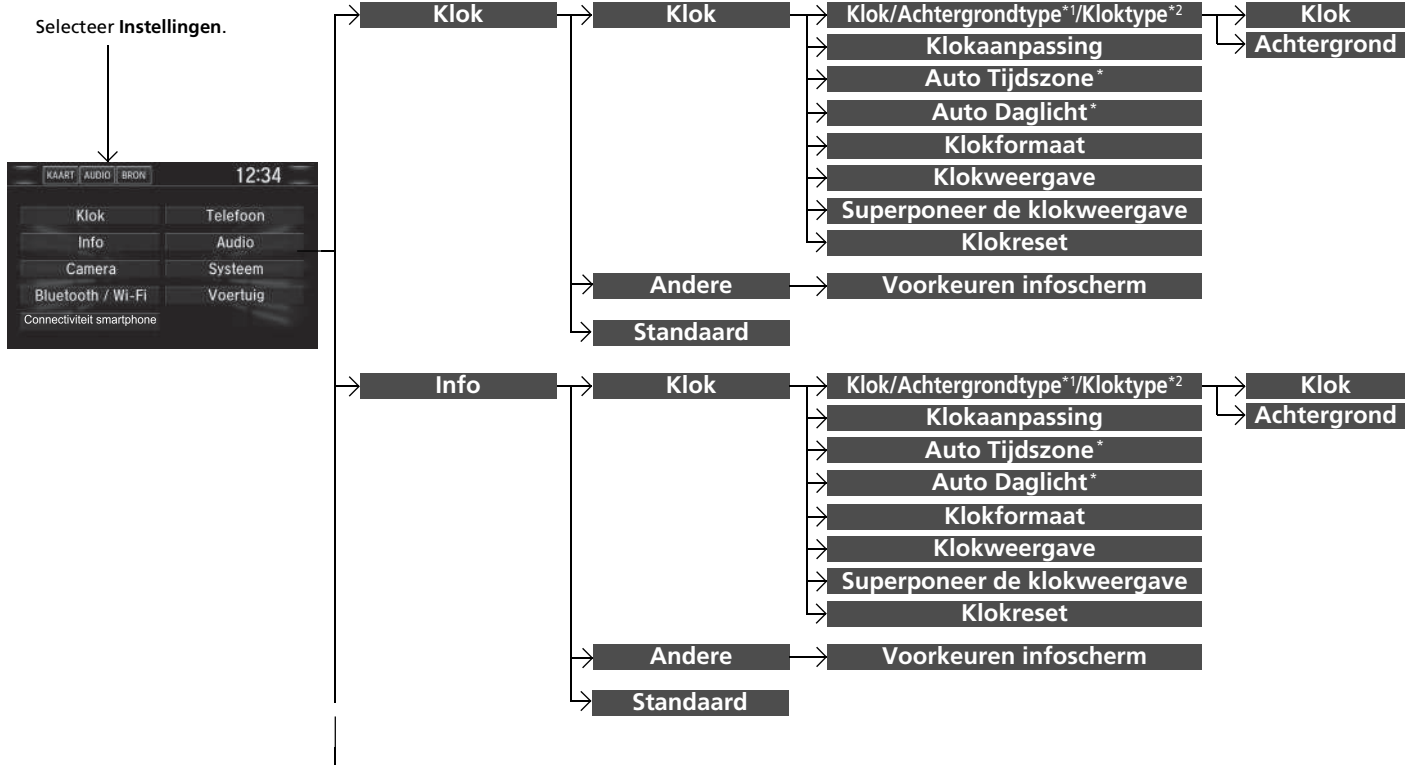 Selecteer Instellingen.
KAART AUDIO BRON 12:34
Klok Telefoon
Info Audio
Camera Systeem
Bluetooth / Wi-Fi Voertuig
Connectiviteit smartphone
Klok
Klok
Klok/Achtergrondtype*1/Kloktype*2
Klok
Achtergrond
Klokaanpassing
Auto Tijdszone*
Auto Daglicht*
Klokformaat
Klokweergave
Superponeer de klokweergave
Klokreset
Andere
Voorkeuren infoscherm
Standaard
Info
Klok
Klok/Achtergrondtype*1/Kloktype*2
Klok
Achtergrond
Klokaanpassing
Auto Tijdszone*
Auto Daglicht*
Klokformaat
Klokweergave
Superponeer de klokweergave
Klokreset
Andere
Voorkeuren infoscherm
Standaard